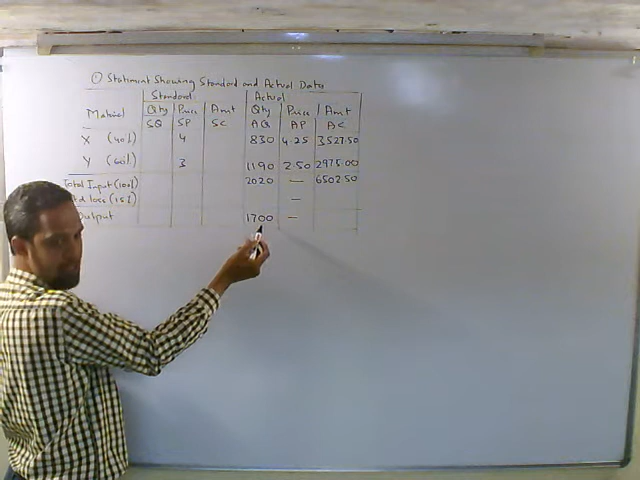 ① Statement Showing Standard and Actual Data
Standard Actual
Material Qty Price Amt Qty Price Amt
SQ SP SC AQ AP AC
X (40%) 4 830 4.25 3527.50
Y (60%) 3 1190 2.50 2975.00
Total Input (100%) 2020 — 6502.50
loss (15%) —
Output 1700 —